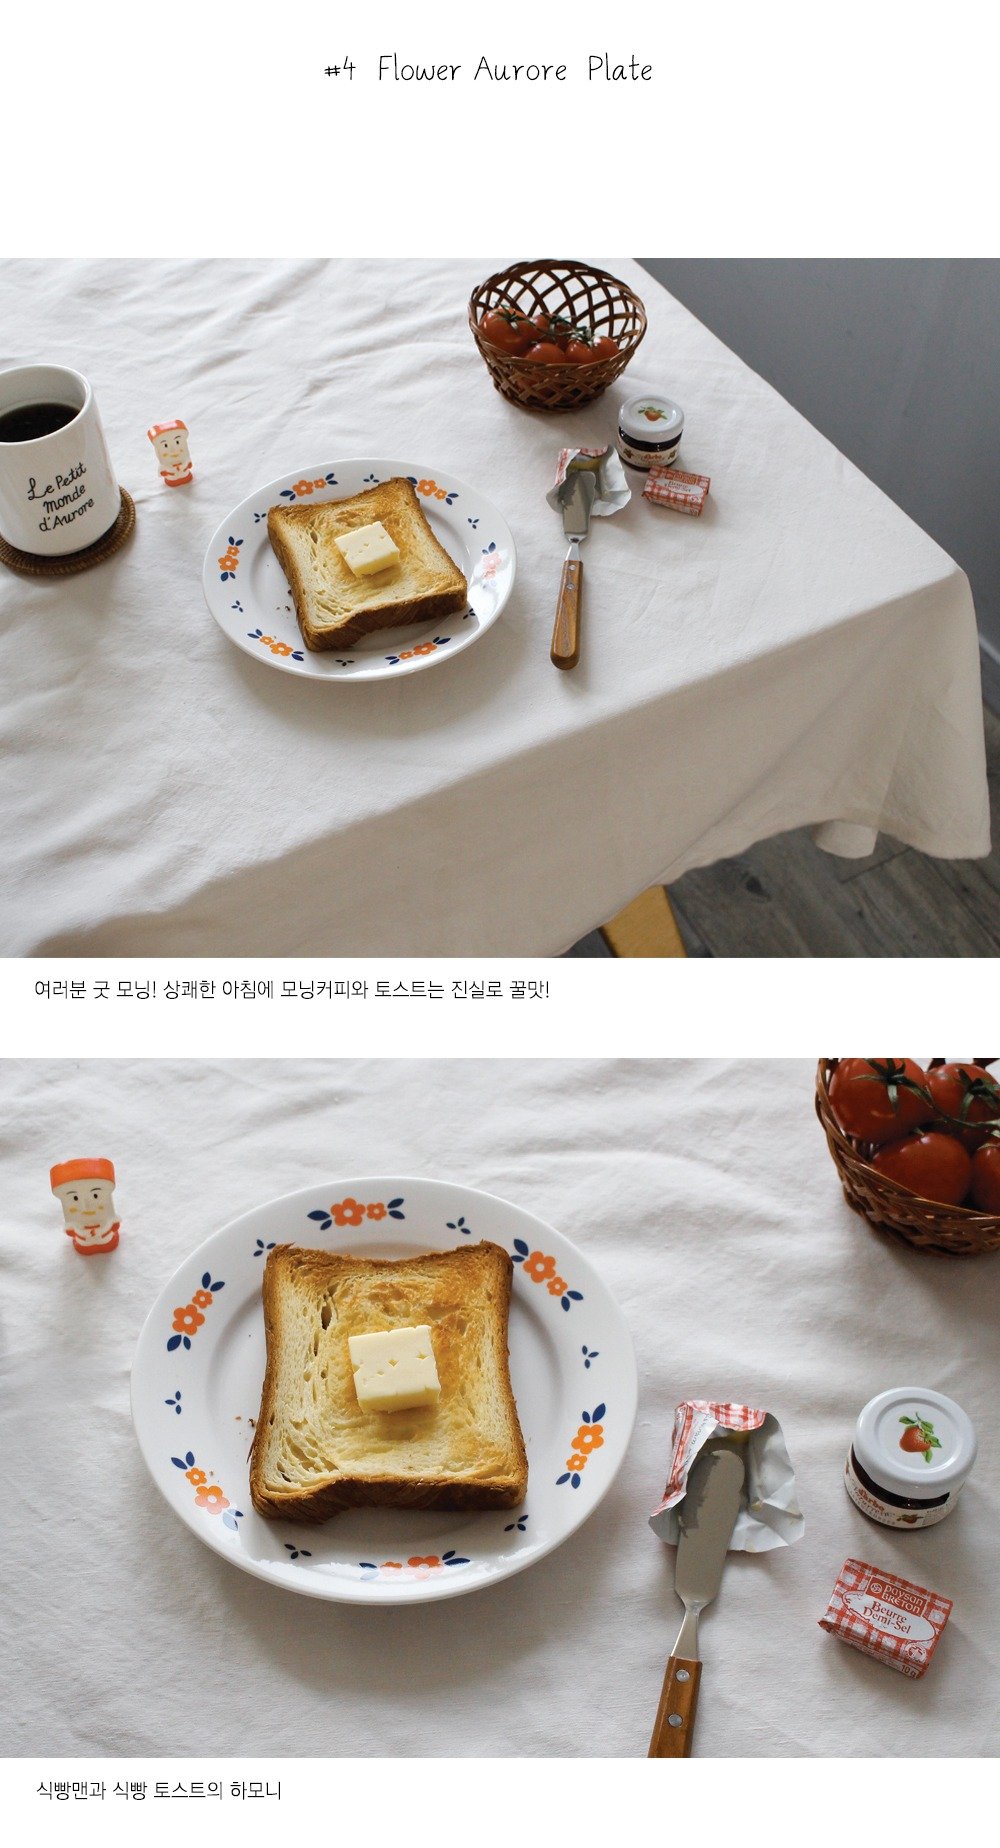 #4 Flower Aurore Plate
Le Petit
Monde
d'Aurore
여러분 굿 모닝! 상쾌한 아침에 모닝커피와 토스트는 진실로 꿀맛!
Darbo
paysan
BRETON
Beurre
Demi-Sel
10g
식빵맨과 식빵 토스트의 하모니